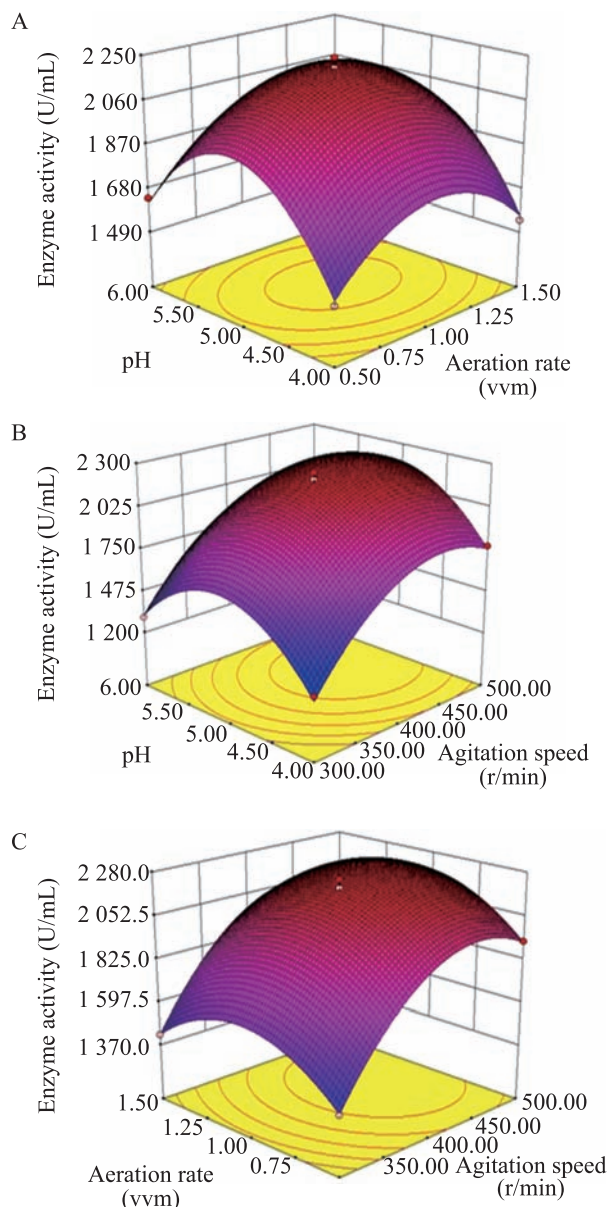 A
Enzyme activity (U/mL)
2 250
2 060
1 870
1 680
1 490
6.00
5.50
5.00
4.50
4.00
pH
0.50
0.75
1.00
1.25
1.50
Aeration rate
(vvm)
B
Enzyme activity (U/mL)
2 300
2 025
1 750
1 475
1 200
6.00
5.50
5.00
4.50
4.00
pH
300.00
350.00
400.00
450.00
500.00
Agitation speed
(r/min)
C
Enzyme activity (U/mL)
2 280.0
2 052.5
1 825.0
1 597.5
1 370.0
1.50
1.25
1.00
0.75
Aeration rate
(vvm)
350.00
400.00
450.00
500.00
Agitation speed
(r/min)